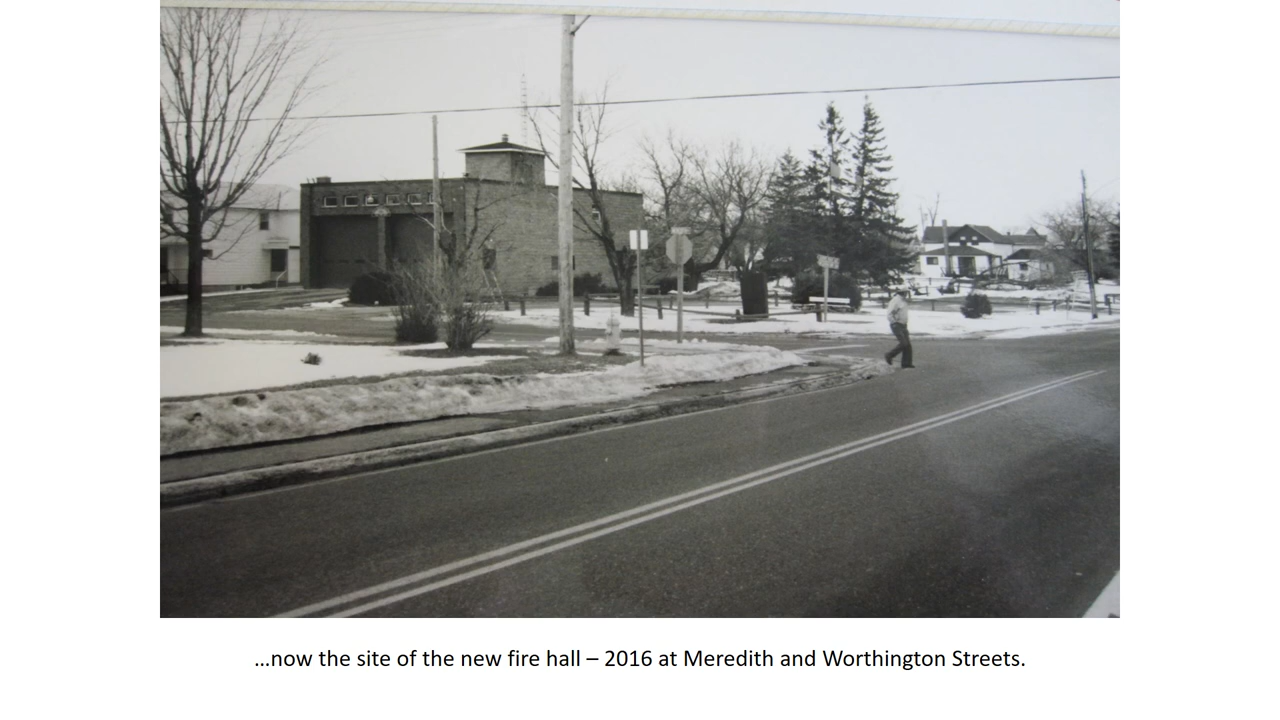 …now the site of the new fire hall – 2016 at Meredith and Worthington Streets.